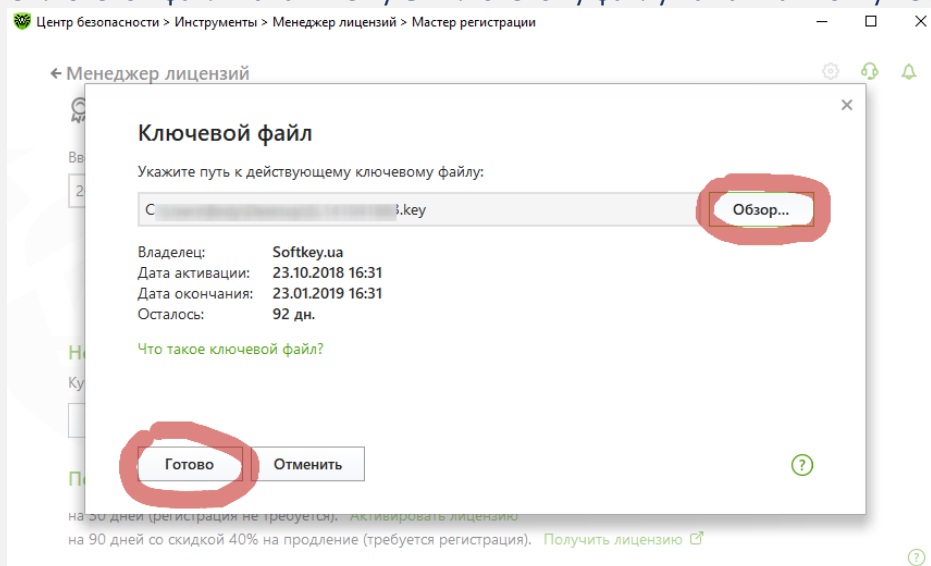 Центр безопасности > Инструменты > Менеджер лицензий > Мастер регистрации
Менеджер лицензий
Ключевой файл
Укажите путь к действующему ключевому файлу:
C .key
Обзор...
Владелец: Softkey.ua
Дата активации: 23.10.2018 16:31
Дата окончания: 23.01.2019 16:31
Осталось: 92 дн.
Что такое ключевой файл?
Готово
Отменить
на 30 дней (регистрация не требуется). Активировать лицензию
на 90 дней со скидкой 40% на продление (требуется регистрация). Получить лицензию